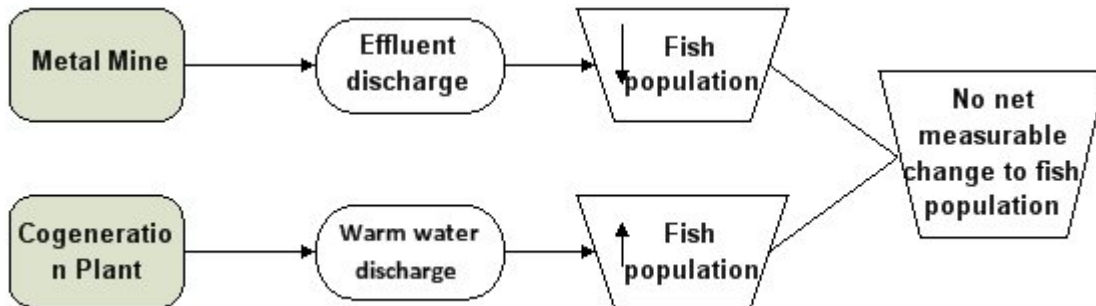 Metal Mine
Effluent
discharge
Fish
population
No net
measurable
change to fish
population
Cogeneratio
n Plant
Warm water
discharge
Fish
population